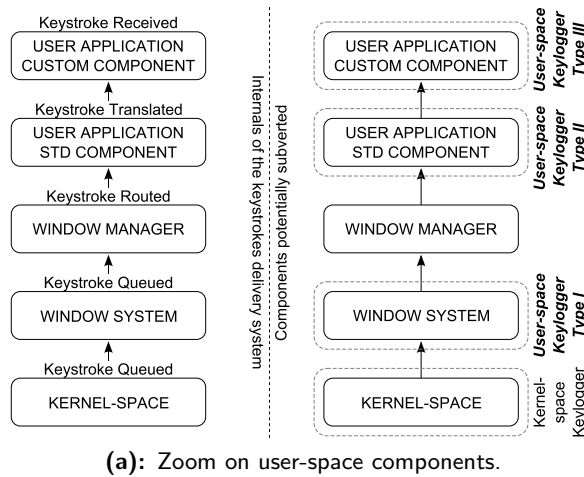 Keystroke Received
USER APPLICATION
CUSTOM COMPONENT
Keystroke Translated
USER APPLICATION
STD COMPONENT
Keystroke Routed
WINDOW MANAGER
Keystroke Queued
WINDOW SYSTEM
Keystroke Queued
KERNEL-SPACE
Internals of the keystrokes delivery system
Components potentially subverted
USER APPLICATION
CUSTOM COMPONENT
User-space
Keylogger
Type III
USER APPLICATION
STD COMPONENT
User-space
Keylogger
Type II
WINDOW MANAGER
WINDOW SYSTEM
User-space
Keylogger
Type I
KERNEL-SPACE
Kernel-
space
Keylogger
(a): Zoom on user-space components.